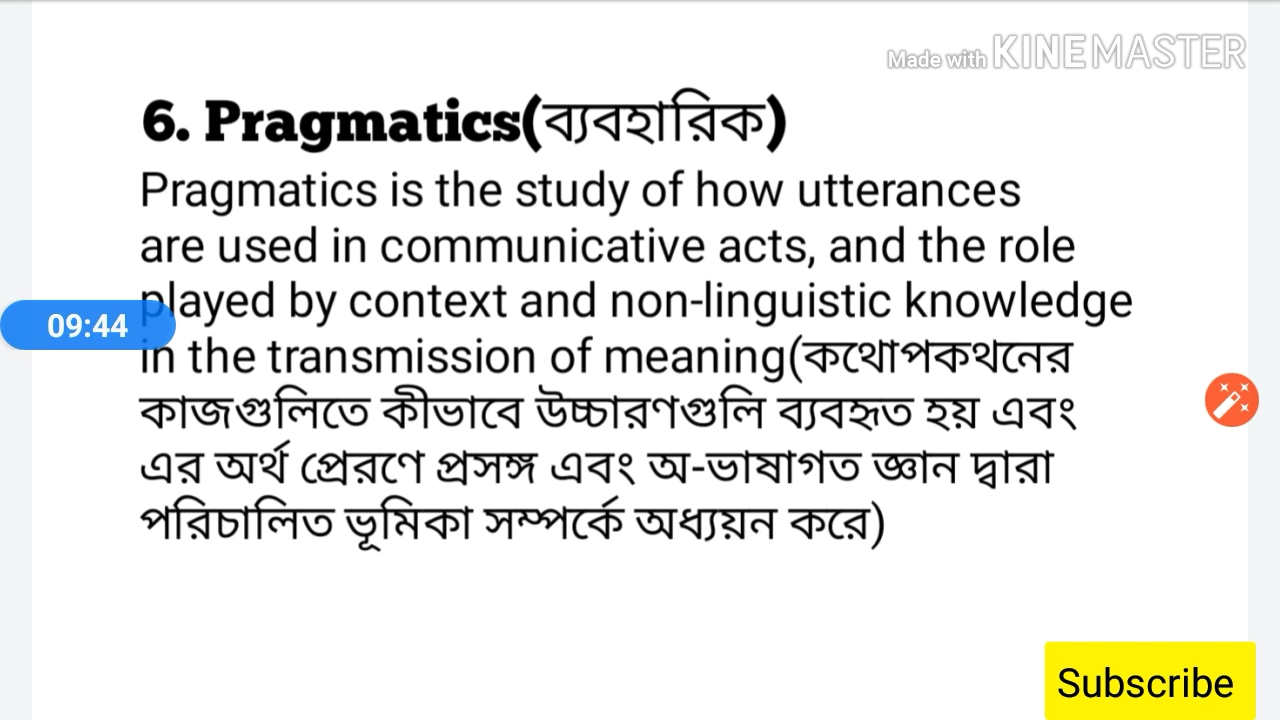 Made with KINEMASTER
6. Pragmatics(ব্যবহারিক)
Pragmatics is the study of how utterances
are used in communicative acts, and the role
played by context and non-linguistic knowledge
09:44
in the transmission of meaning(কথোপকথনের
কাজগুলিতে কীভাবে উচ্চারণগুলি ব্যবহৃত হয় এবং
এর অর্থ প্রেরণে প্রসঙ্গ এবং অ-ভাষাগত জ্ঞান দ্বারা
পরিচালিত ভূমিকা সম্পর্কে অধ্যয়ন করে)
Subscribe